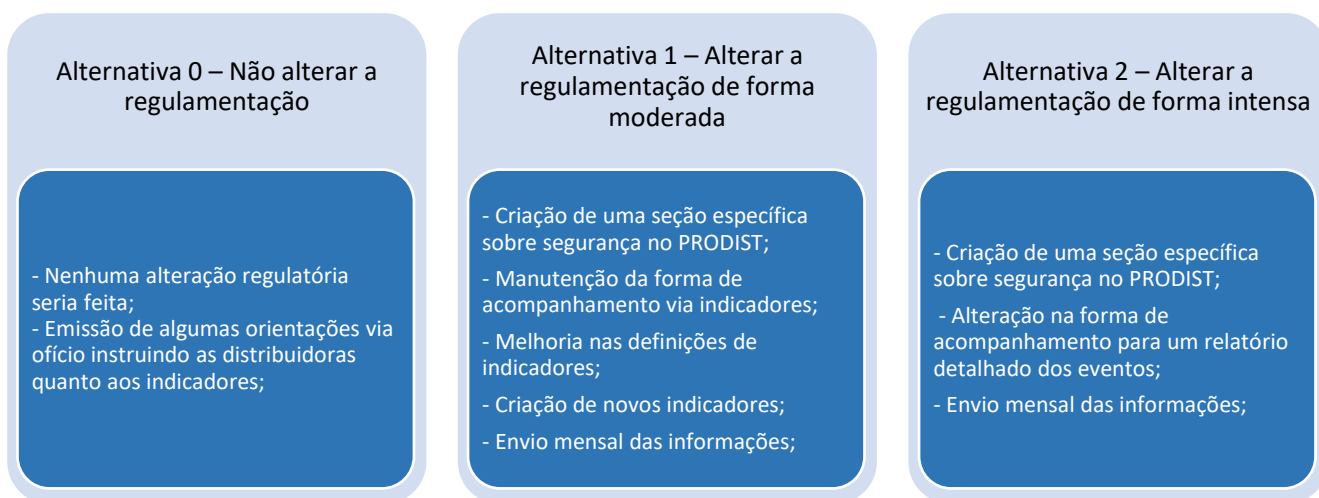 Alternativa 0 – Não alterar a
regulamentação
- Nenhuma alteração regulatória
seria feita;
- Emissão de algumas orientações via
ofício instruindo as distribuidoras
quanto aos indicadores;
Alternativa 1 – Alterar a
regulamentação de forma
moderada
- Criação de uma seção específica
sobre segurança no PRODIST;
- Manutenção da forma de
acompanhamento via indicadores;
- Melhoria nas definições de
indicadores;
- Criação de novos indicadores;
- Envio mensal das informações;
Alternativa 2 – Alterar a
regulamentação de forma intensa
- Criação de uma seção específica
sobre segurança no PRODIST;
- Alteração na forma de
acompanhamento para um relatório
detalhado dos eventos;
- Envio mensal das informações;